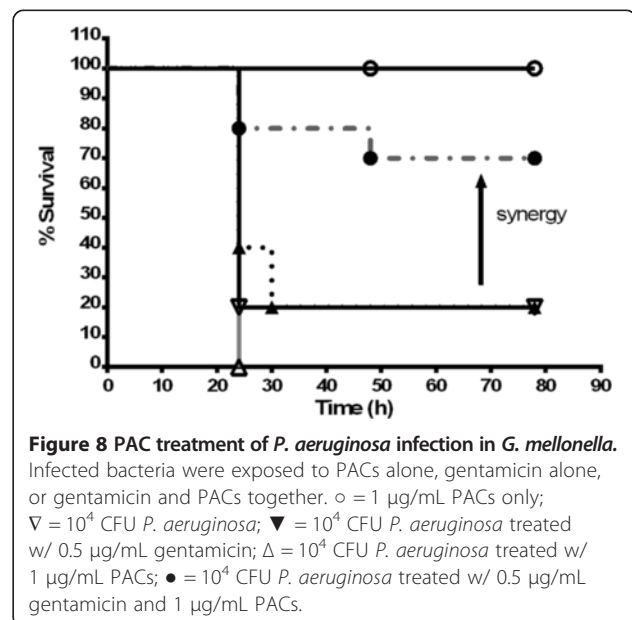 110
100
90
80
70
60
50
40
30
20
10
0
% Survival
synergy
0 10 20 30 40 50 60 70 80 90
Time (h)
Figure 8 PAC treatment of P. aeruginosa infection in G. mellonella.
Infected bacteria were exposed to PACs alone, gentamicin alone,
or gentamicin and PACs together. ○ = 1 μg/mL PACs only;
∇ = 10⁴ CFU P. aeruginosa; ▼ = 10⁴ CFU P. aeruginosa treated
w/ 0.5 μg/mL gentamicin; Δ = 10⁴ CFU P. aeruginosa treated w/
1 μg/mL PACs; ● = 10⁴ CFU P. aeruginosa treated w/ 0.5 μg/mL
gentamicin and 1 μg/mL PACs.